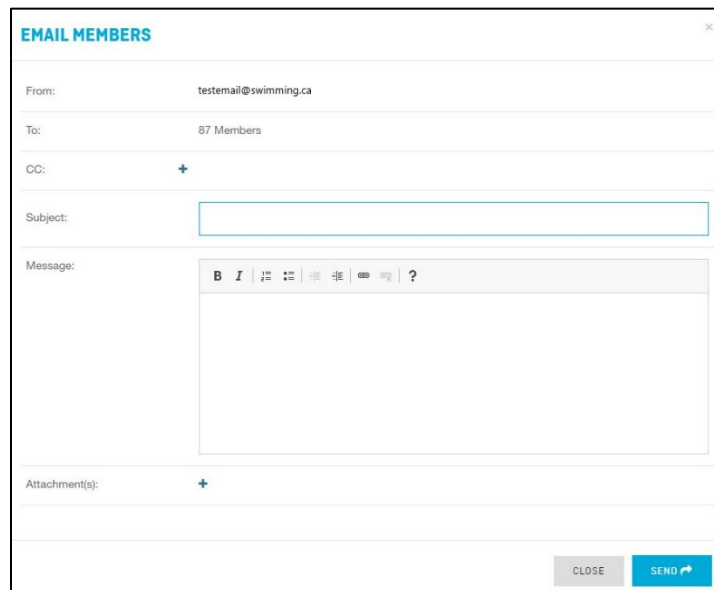 EMAIL MEMBERS
From: testemail@swimming.ca
To: 87 Members
CC: +
Subject:
Message:
B I ?
Attachment(s): +
CLOSE SEND